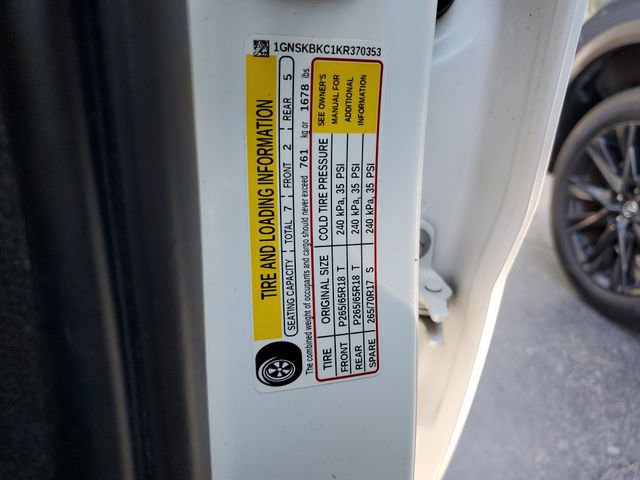 1GNSKBKC1KR370353
TIRE AND LOADING INFORMATION
SEATING CAPACITY TOTAL 7 FRONT 2 REAR 5
The combined weight of occupants and cargo should never exceed 761 kg or 1678 lbs
TIRE ORIGINAL SIZE COLD TIRE PRESSURE
FRONT P265/65R18 T 240 kPa, 35 PSI
REAR P265/65R18 T 240 kPa, 35 PSI
SPARE 265/70R17 S 240 kPa, 35 PSI
SEE OWNER'S
MANUAL FOR
ADDITIONAL
INFORMATION